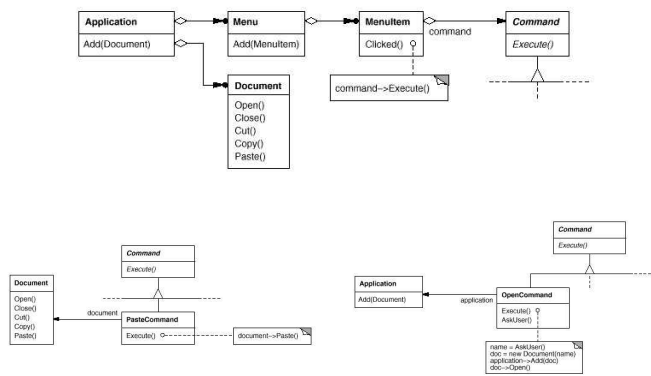 Application
Add(Document)
Menu
Add(MenuItem)
MenuItem
Clicked()
command
Command
Execute()
command->Execute()
Document
Open()
Close()
Cut()
Copy()
Paste()
Command
Execute()
Document
Open()
Close()
Cut()
Copy()
Paste()
document
PasteCommand
Execute()
document->Paste()
Command
Execute()
Application
Add(Document)
application
OpenCommand
Execute()
AskUser()
name = AskUser()
doc = new Document(name)
application->Add(doc)
doc->Open()